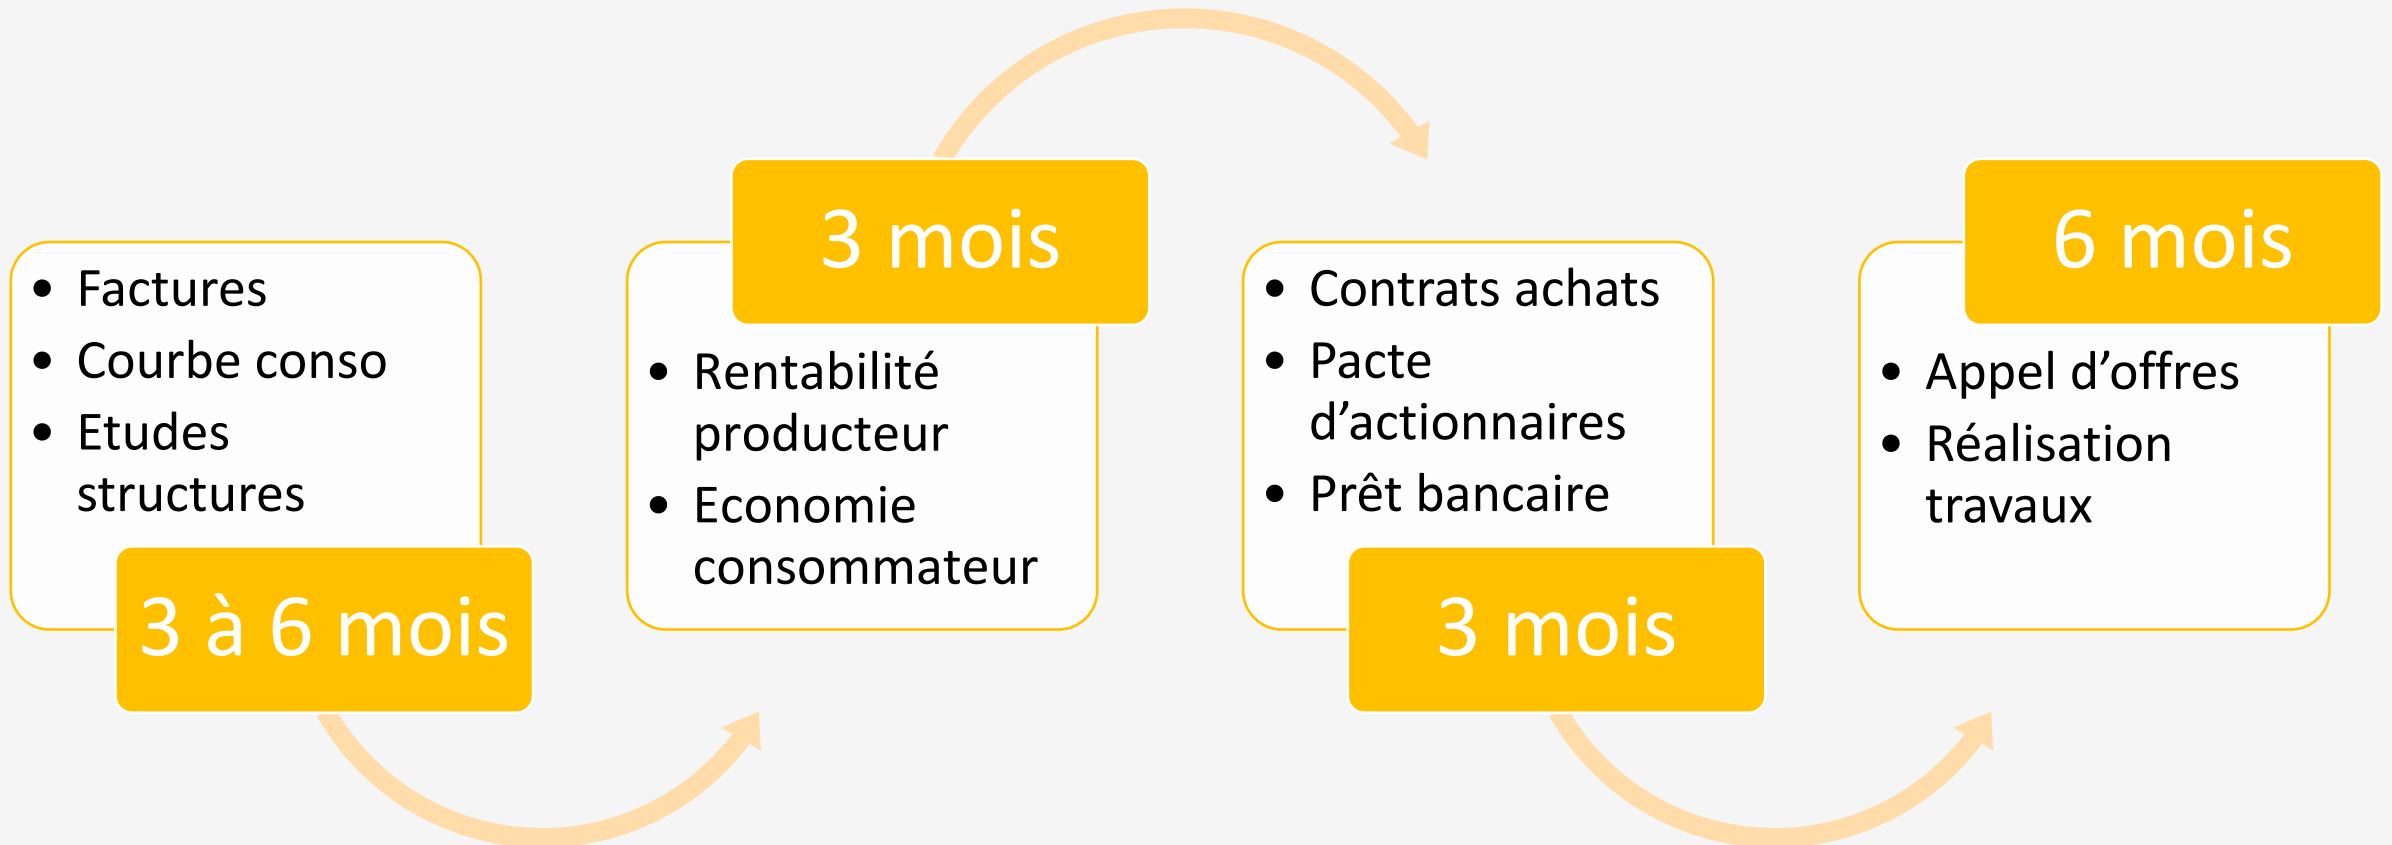 • Factures
• Courbe conso
• Etudes
structures
3 à 6 mois
3 mois
• Rentabilité
producteur
• Economie
consommateur
• Contrats achats
• Pacte
d’actionnaires
• Prêt bancaire
3 mois
6 mois
• Appel d’offres
• Réalisation
travaux